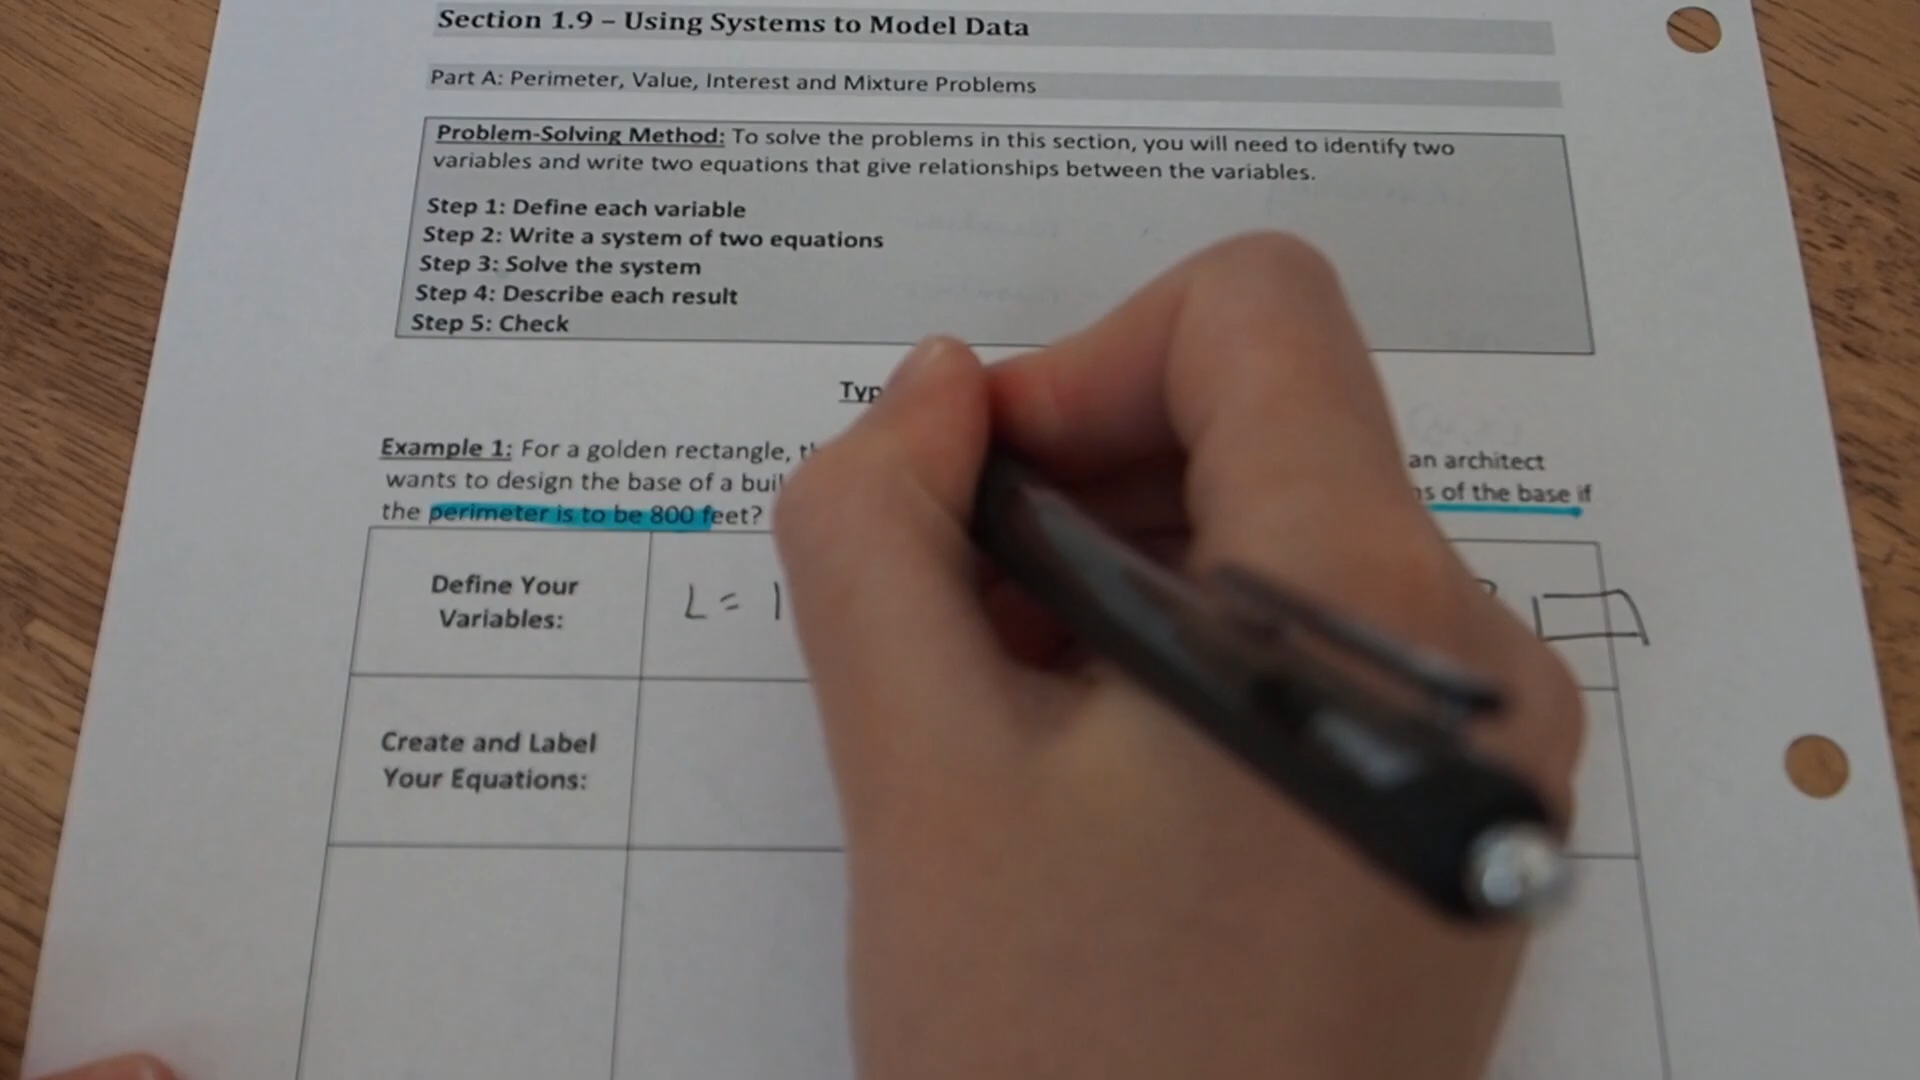 Section 1.9 – Using Systems to Model Data
Part A: Perimeter, Value, Interest and Mixture Problems
Problem-Solving Method: To solve the problems in this section, you will need to identify two
variables and write two equations that give relationships between the variables.
Step 1: Define each variable
Step 2: Write a system of two equations
Step 3: Solve the system
Step 4: Describe each result
Step 5: Check
Example 1: For a golden rectangle, an architect
wants to design the base of a of the base if
the perimeter is to be 800 feet?
Define Your
Variables:
L =
Create and Label
Your Equations: